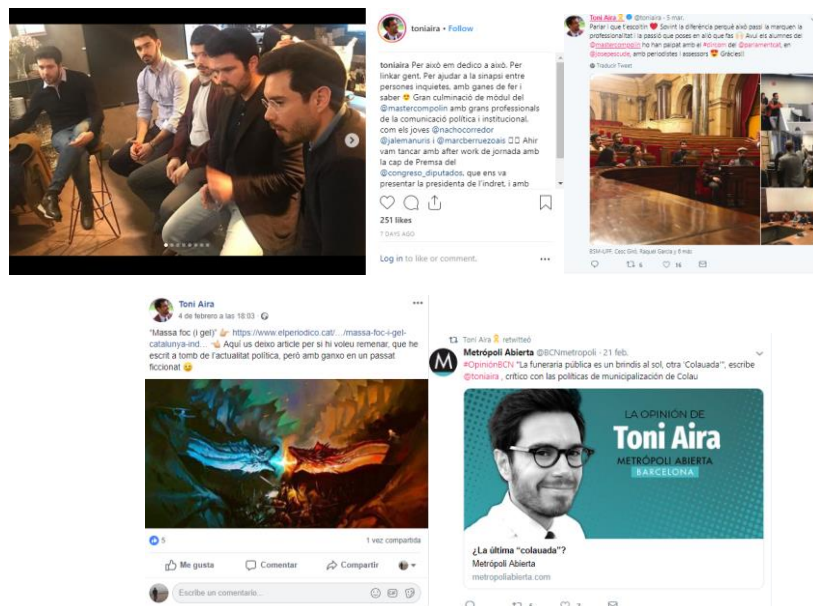 toniaira • Follow
toniaira Per això em dedico a això. Per
linkar gent. Per ajudar a la sinapsi entre
persones inquietes, amb ganes de fer i
saber 😍 Gran culminació de mòdul del
@mastercompolin amb grans professionals
de la comunicació política i institucional,
com els joves @nachocorredor
@jalemanuris i @marcberruezoais Ahir
vam tancar amb after work de jornada amb
la cap de Premsa del
@congreso_diputados, que ens va
presentar la presidenta de l'indret, i amb
251 likes
7 DAYS AGO
Log in to like or comment.
Toni Aira @toniaira · 5 mar.
Parlar i que t'escoltin ❤ Sovint la diferència perquè això passi la marquen la
professionalitat i la passió que poses en allò que fas 🙌 Avui els alumnes del
@mastercompolin ho han palpat amb el #dircom del @parlamentcat, en
@josepescude, amb periodistes i assessors 😍 Gràcies!!
Traducir Tweet
BSM-UPF, Cesc Giró, Raquel García y 6 más
6 16
Toni Aira
4 de febrero a las 18:03
"Massa foc (i gel)" 👉 https://www.elperiodico.cat/.../massa-foc-i-gel-
catalunya-ind... 👈 Aquí us deixo article per si hi voleu remenar, que he
escrit a tomb de l'actualitat política, però amb ganxo en un passat
ficcionat 😉
5 1 vez compartida
Me gusta Comentar Compartir
Escribe un comentario...
Toni Aira retwitteó
Metrópoli Abierta @BCNmetropoli · 21 feb.
#OpiniónBCN "La funeraria pública es un brindis al sol, otra 'Colauada'", escribe
@toniaira , crítico con las políticas de municipalización de Colau
M
LA OPINIÓN DE
Toni Aira
METRÓPOLI ABIERTA
BARCELONA
¿La última "colauada"?
Metrópoli Abierta
metropoliabierta.com